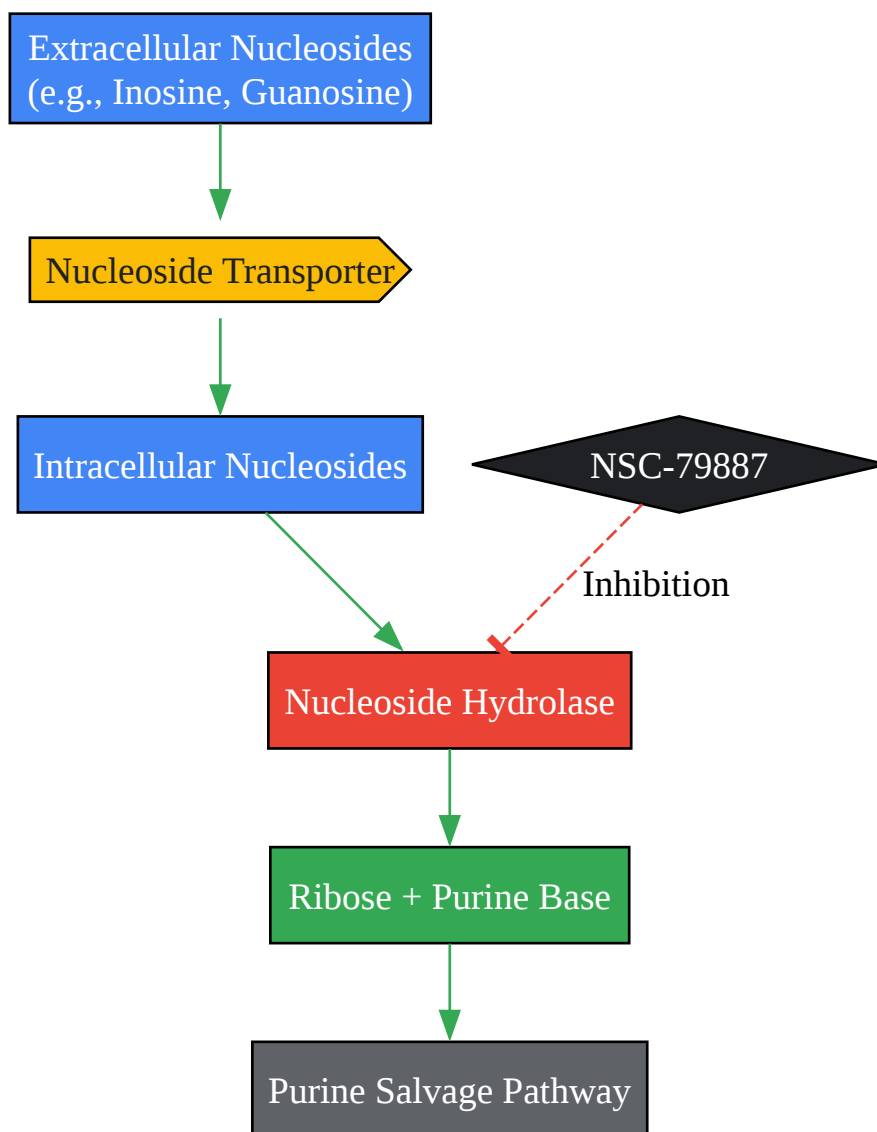 Extracellular Nucleosides
(e.g., Inosine, Guanosine)
Nucleoside Transporter
Intracellular Nucleosides
NSC-79887
Inhibition
Nucleoside Hydrolase
Ribose + Purine Base
Purine Salvage Pathway